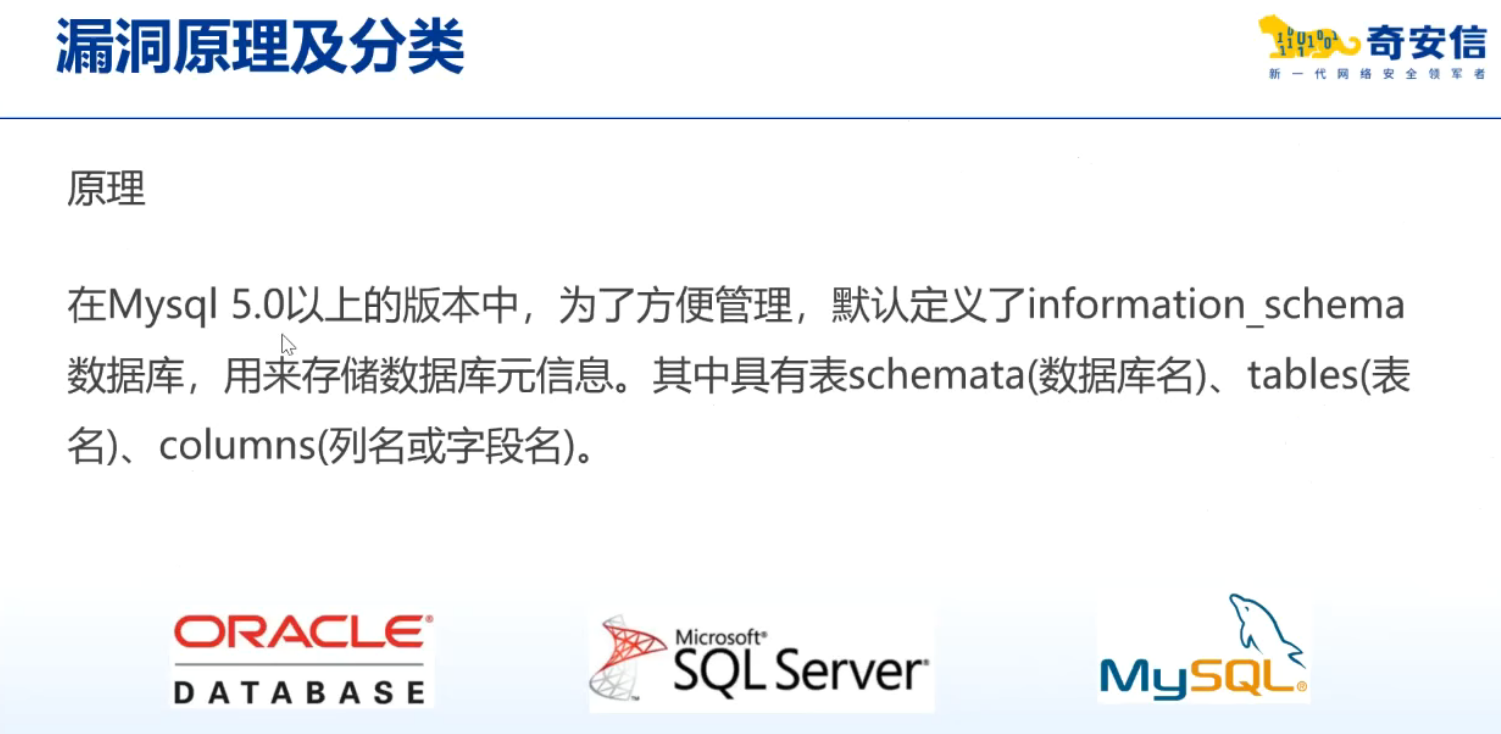 漏洞原理及分类
奇安信
新一代网络安全领军者
原理
在Mysql 5.0以上的版本中，为了方便管理，默认定义了information_schema
数据库，用来存储数据库元信息。其中具有表schemata(数据库名)、tables(表
名)、columns(列名或字段名)。
ORACLE®
DATABASE
Microsoft®
SQL Server®
™
MySQL®